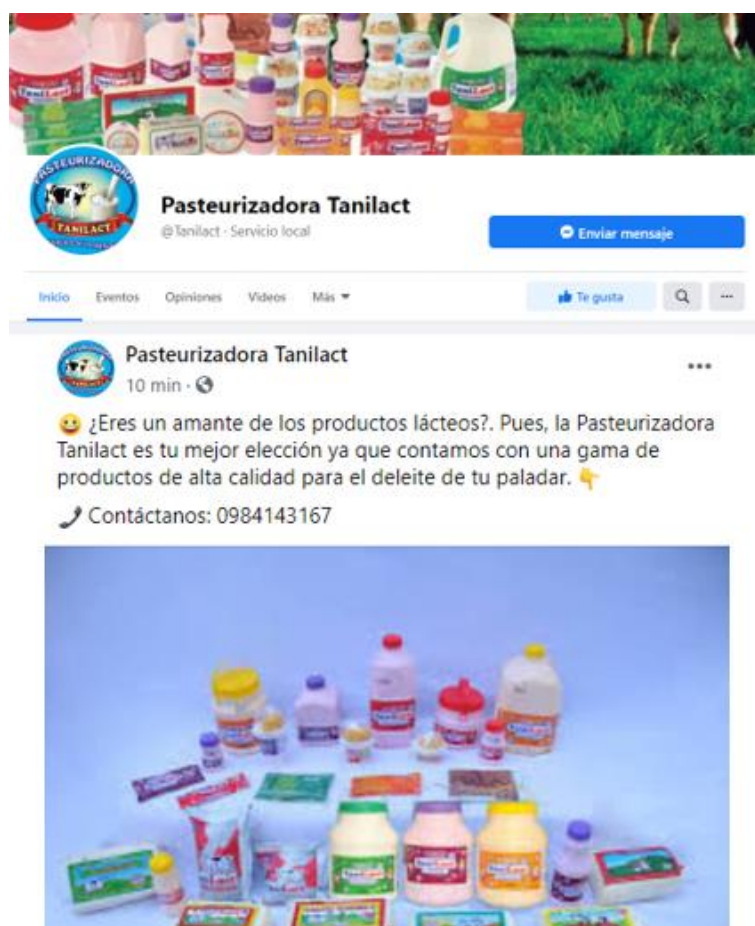 PASTEURIZADORA
TANILACT
Pasteurizadora Tanilact
@Tanilact · Servicio local
Enviar mensaje
Inicio Eventos Opiniones Videos Más
Te gusta
Pasteurizadora Tanilact
10 min ·
😀 ¿Eres un amante de los productos lácteos?. Pues, la Pasteurizadora
Tanilact es tu mejor elección ya que contamos con una gama de
productos de alta calidad para el deleite de tu paladar. 👇
Contáctanos: 0984143167